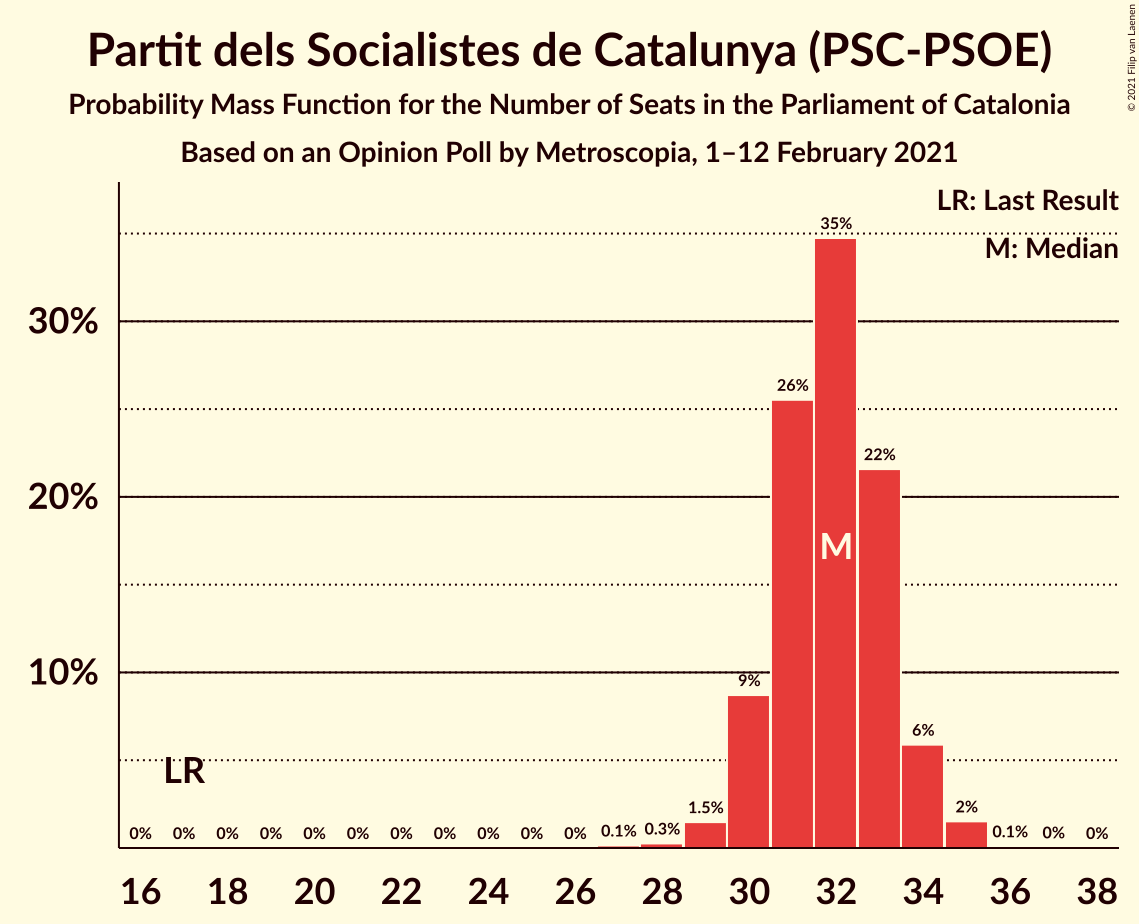 Partit dels Socialistes de Catalunya (PSC-PSOE)
Probability Mass Function for the Number of Seats in the Parliament of Catalonia
Based on an Opinion Poll by Metroscopia, 1–12 February 2021
© 2021 Filip van Laenen
LR: Last Result
M: Median
30%
20%
10%
LR
M
0% 0% 0% 0% 0% 0% 0% 0% 0% 0% 0% 0.1% 0.3% 1.5% 9% 26% 35% 22% 6% 2% 0.1% 0% 0%
16 18 20 22 24 26 28 30 32 34 36 38